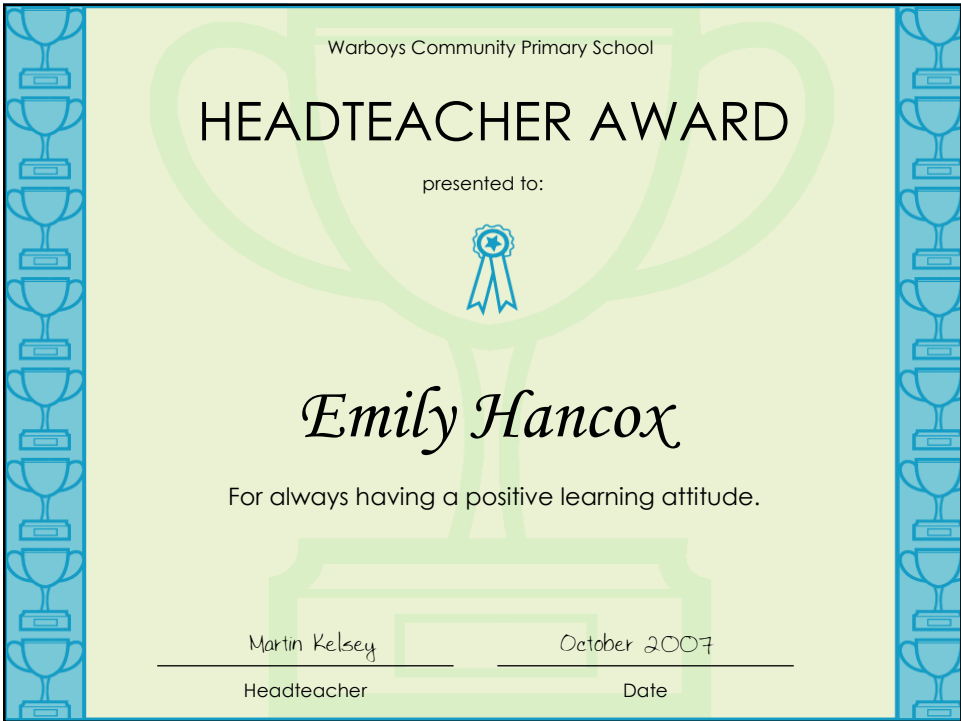 Warboys Community Primary School
HEADTEACHER AWARD
presented to:
Emily Hancox
For always having a positive learning attitude.
Martin Kelsey October 2007
Headteacher Date